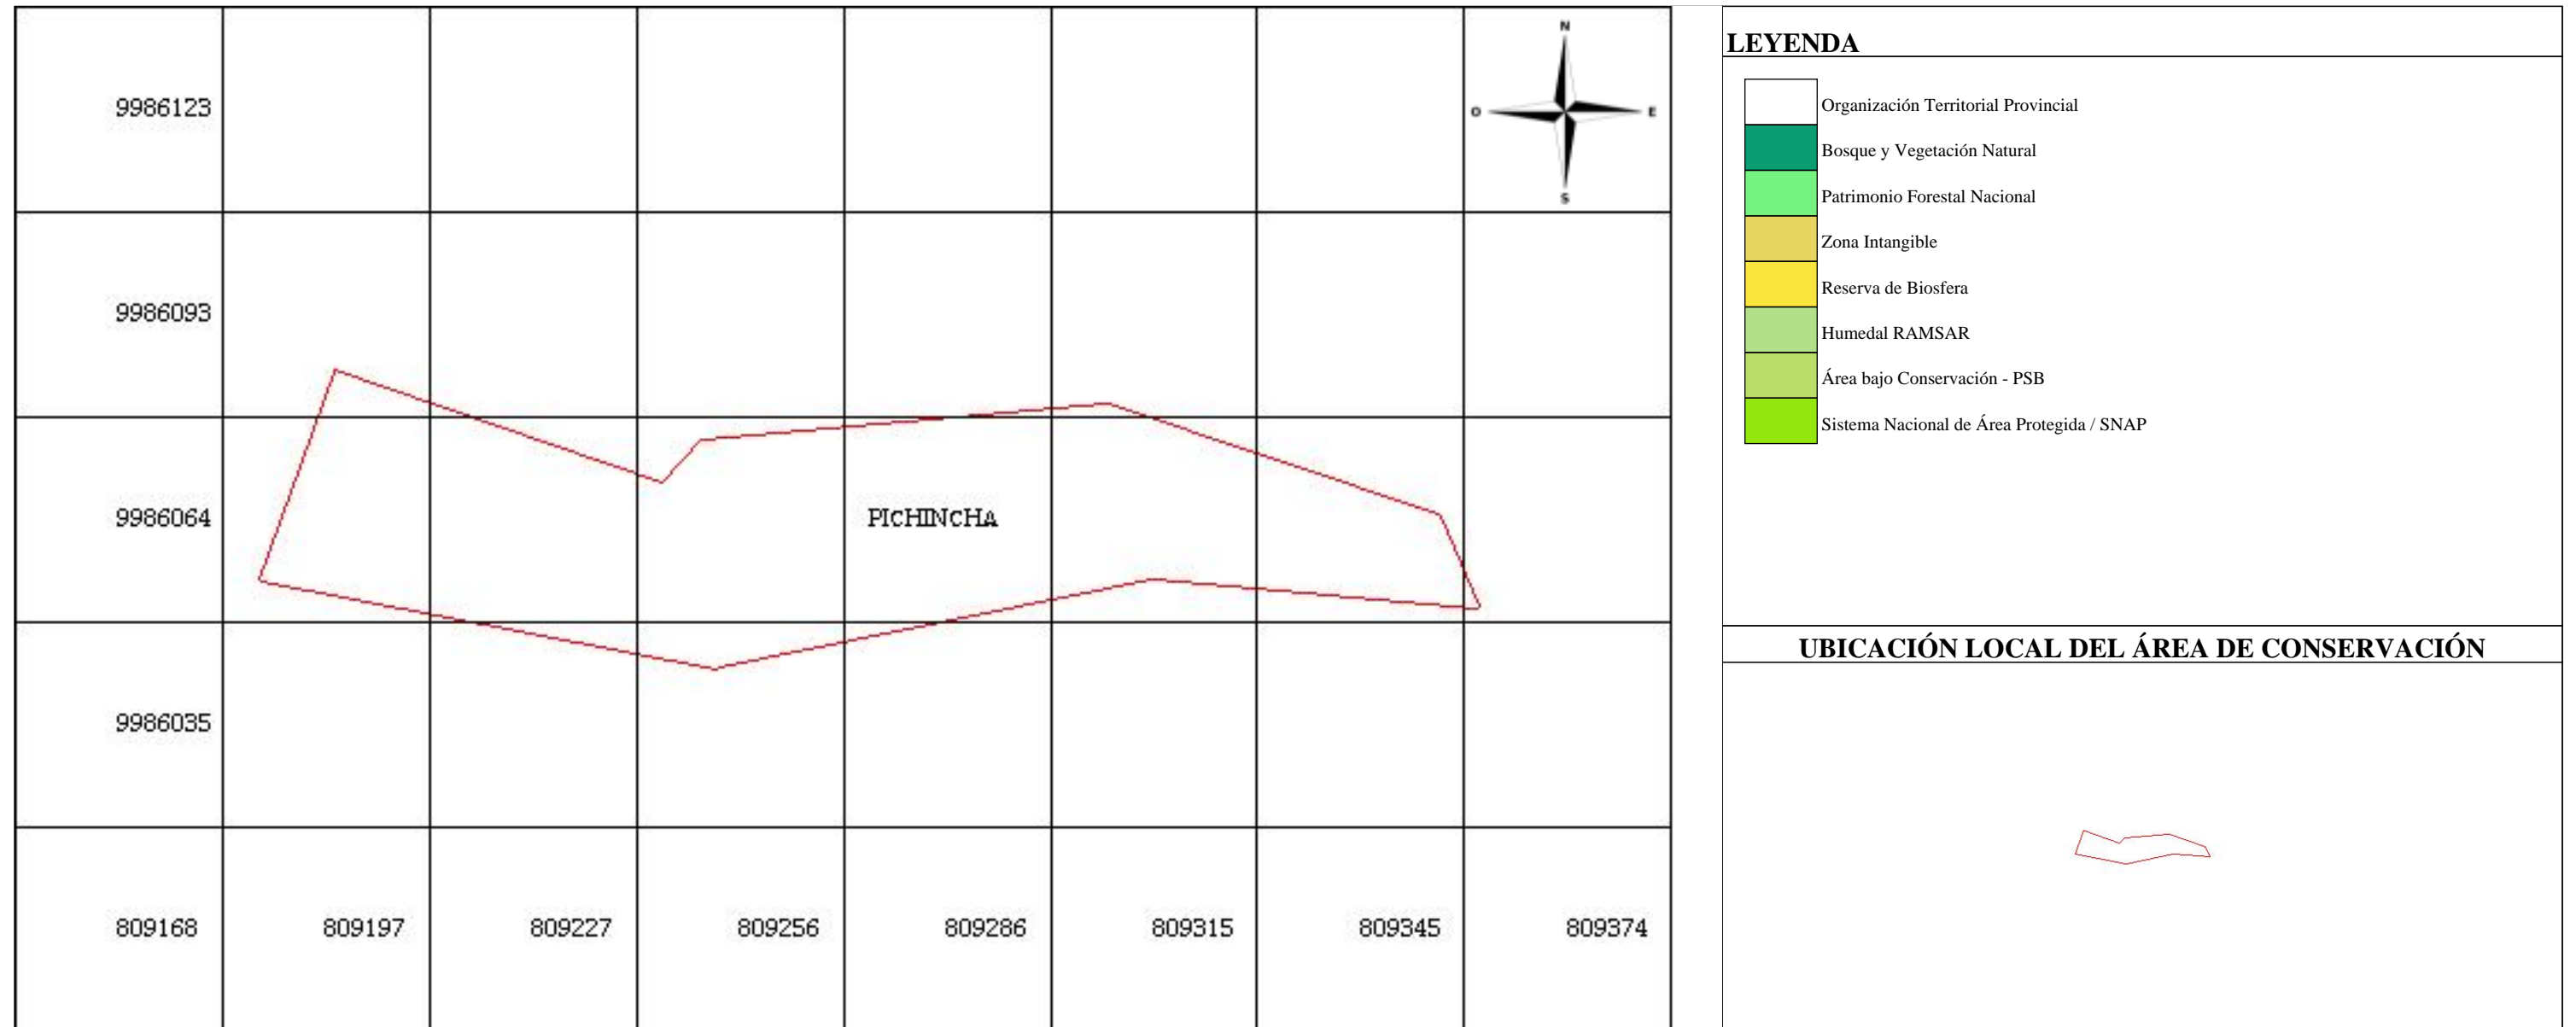 N
O
E
S
9986123
9986093
9986064
PICHINCHA
9986035
809168
809197
809227
809256
809286
809315
809345
809374
LEYENDA
Organización Territorial Provincial
Bosque y Vegetación Natural
Patrimonio Forestal Nacional
Zona Intangible
Reserva de Biosfera
Humedal RAMSAR
Área bajo Conservación - PSB
Sistema Nacional de Área Protegida / SNAP
UBICACIÓN LOCAL DEL ÁREA DE CONSERVACIÓN